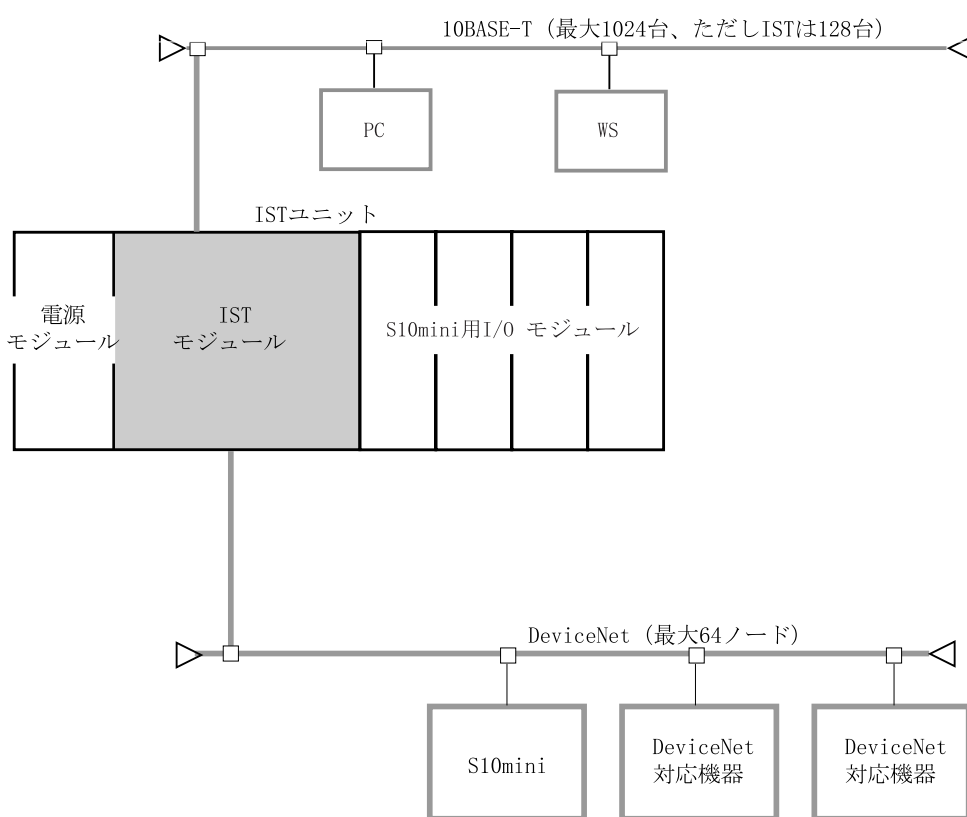 10BASE-T（最大1024台、ただしISTは128台）
PC
WS
ISTユニット
電源
モジュール
IST
モジュール
S10mini用I/O モジュール
DeviceNet（最大64ノード）
S10mini
DeviceNet
対応機器
DeviceNet
対応機器